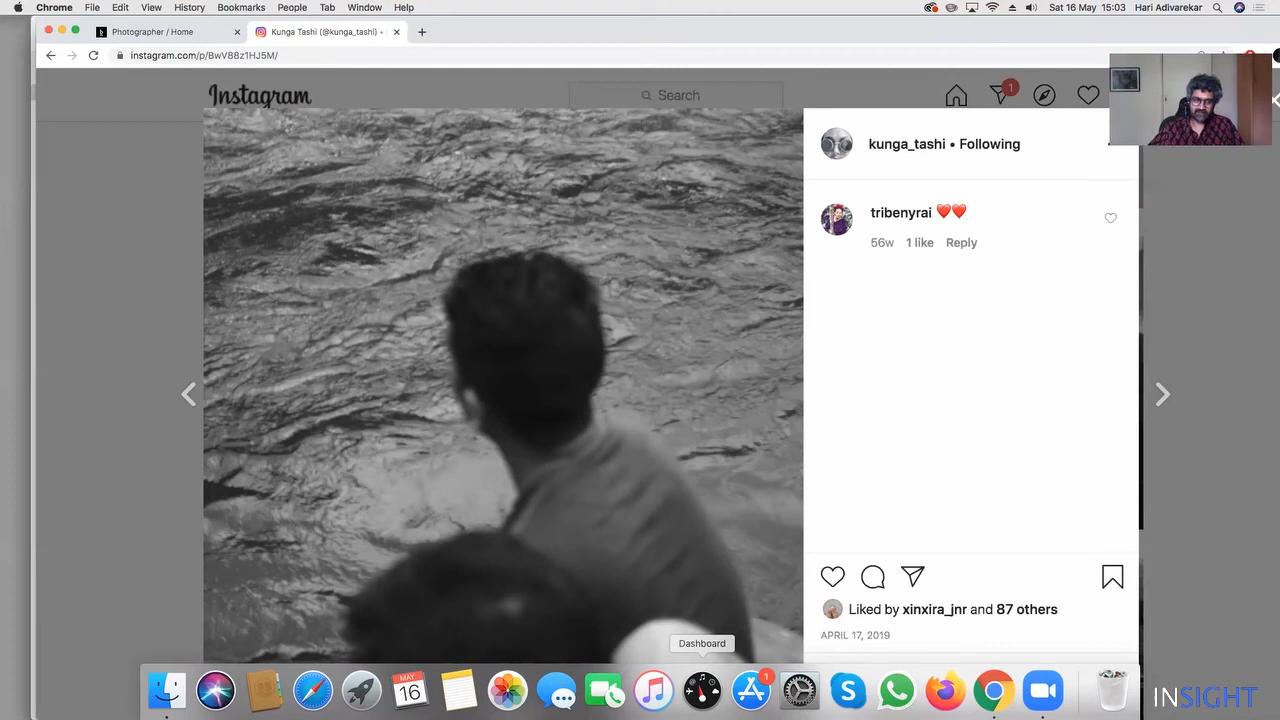 Chrome File Edit View History Bookmarks People Tab Window Help Sat 16 May 15:03 Hari Adivarekar
Photographer / Home Kunga Tashi (@kunga_tashi) •
instagram.com/p/BwV88z1HJ5M/
Instagram Search 1
kunga_tashi • Following
tribenyrai ❤️❤️
56w 1 like Reply
Liked by xinxira_jnr and 87 others
APRIL 17, 2019
Dashboard
MAY
16
1
INSIGHT